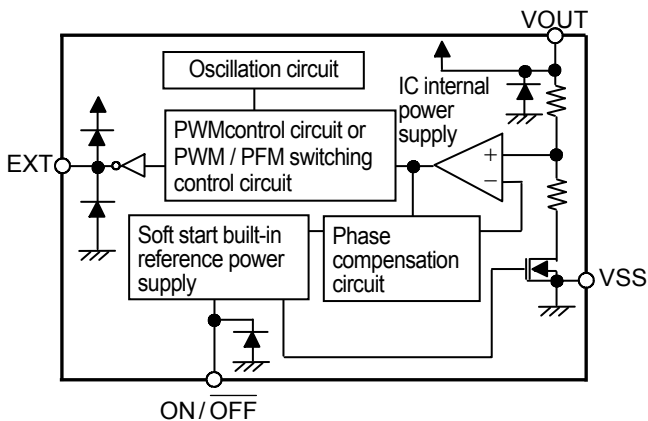 VOUT
Oscillation circuit
IC internal
power
supply
PWMcontrol circuit or
PWM / PFM switching
control circuit
EXT
+
−
Soft start built-in
reference power
supply
Phase
compensation
circuit
VSS
ON/OFF